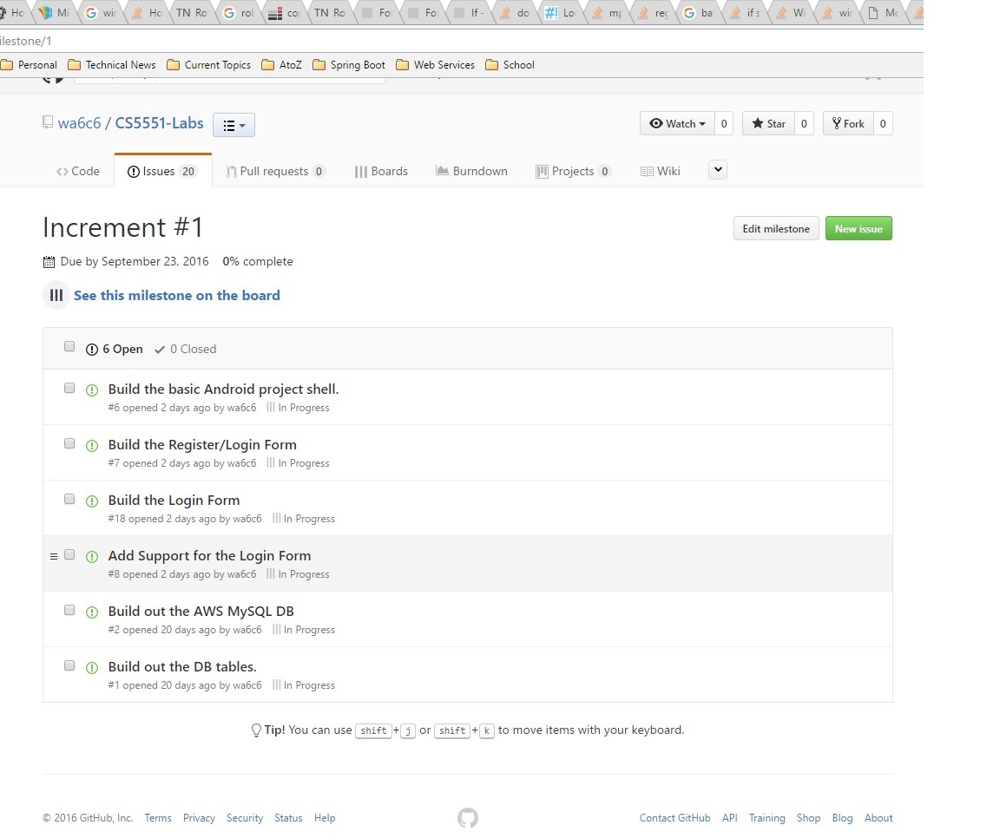 Ho Mi G wii Ho TN Ro G rol cop TN Ro Fo Fo If - do #! Lo mp reg G ba if s Wi wii Mo
ilestone/1
Personal Technical News Current Topics AtoZ Spring Boot Web Services School
wa6c6 / CS5551-Labs Watch 0 Star 0 Fork 0
Code Issues 20 Pull requests 0 Boards Burndown Projects 0 Wiki
Increment #1 Edit milestone New issue
Due by September 23, 2016 0% complete
See this milestone on the board
6 Open 0 Closed
Build the basic Android project shell.
#6 opened 2 days ago by wa6c6 In Progress
Build the Register/Login Form
#7 opened 2 days ago by wa6c6 In Progress
Build the Login Form
#18 opened 2 days ago by wa6c6 In Progress
Add Support for the Login Form
#8 opened 2 days ago by wa6c6 In Progress
Build out the AWS MySQL DB
#2 opened 20 days ago by wa6c6 In Progress
Build out the DB tables.
#1 opened 20 days ago by wa6c6 In Progress
Tip! You can use shift+j or shift+k to move items with your keyboard.
© 2016 GitHub, Inc. Terms Privacy Security Status Help Contact GitHub API Training Shop Blog About